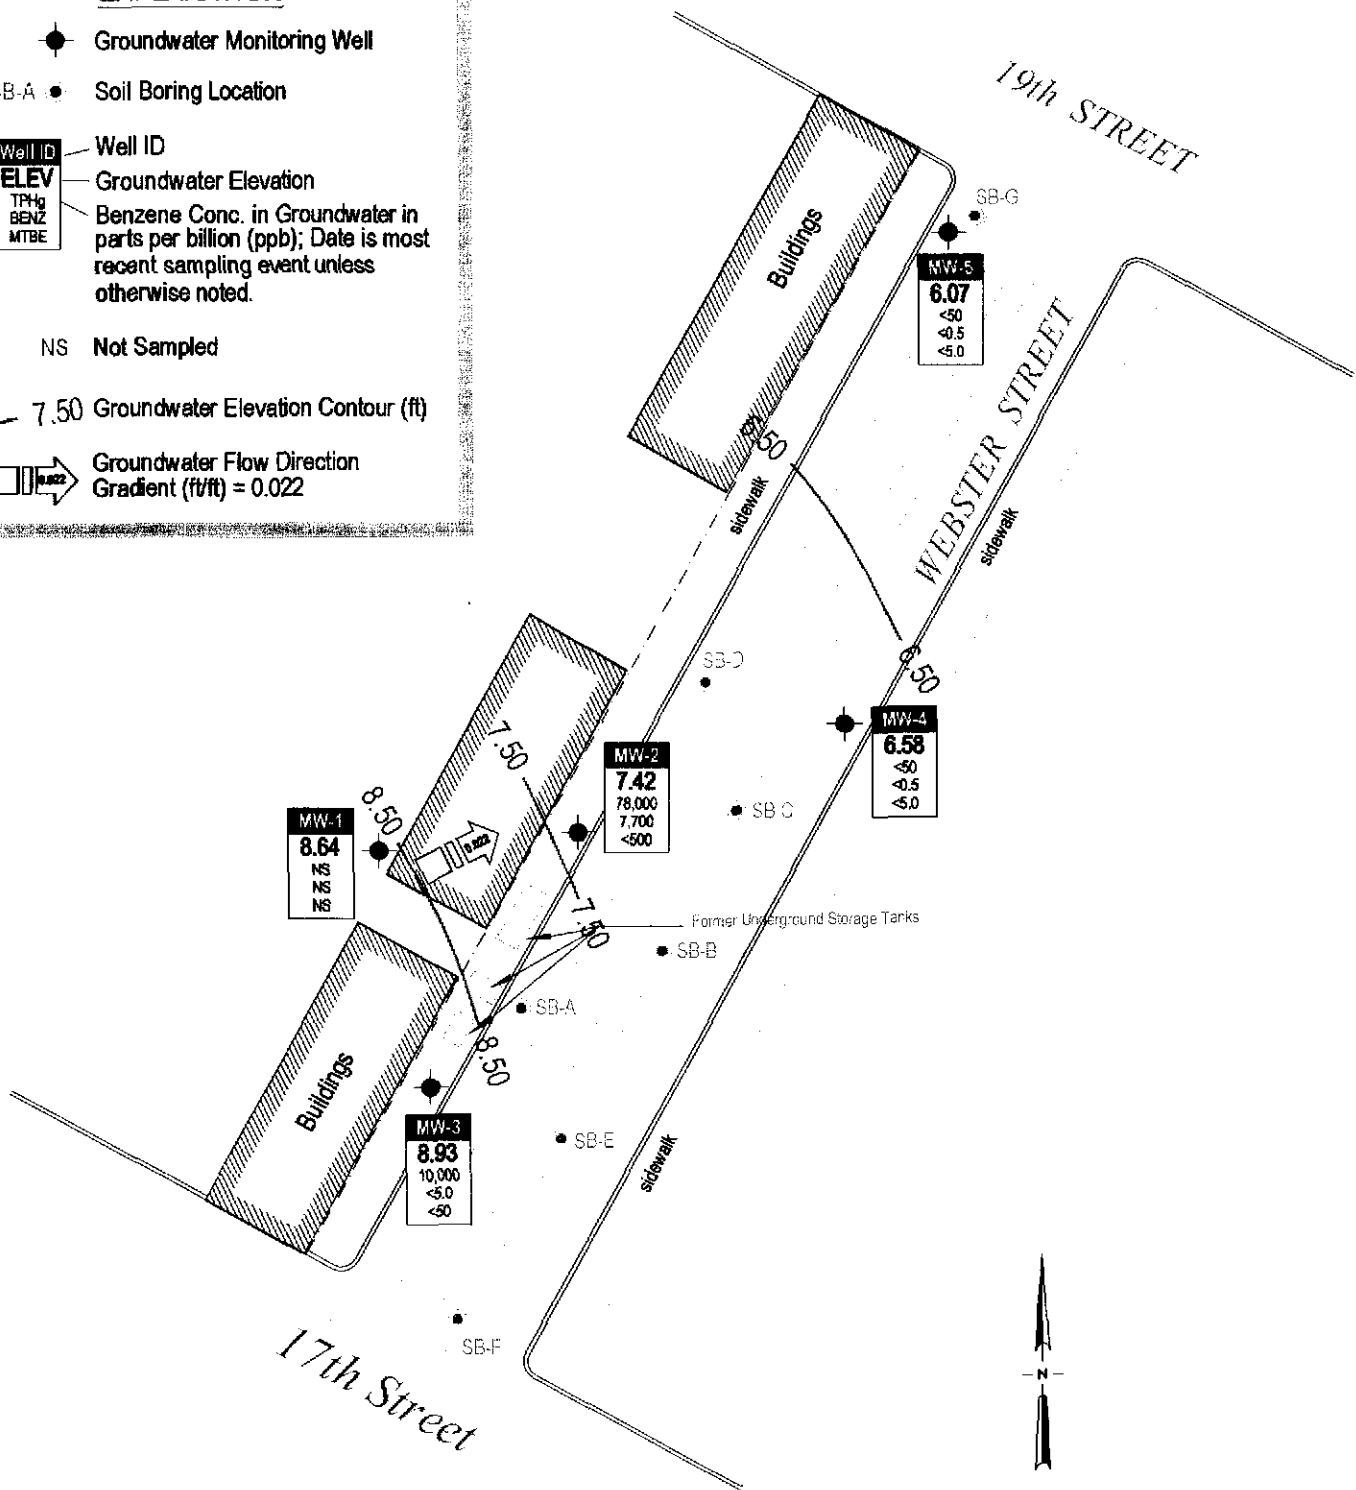 Groundwater Monitoring Well
B-A
Soil Boring Location
Well ID
ELEV
TPHg
BENZ
MTBE
Well ID
Groundwater Elevation
Benzene Conc. in Groundwater in
parts per billion (ppb); Date is most
recent sampling event unless
otherwise noted.
NS Not Sampled
7.50 Groundwater Elevation Contour (ft)
0.022
Groundwater Flow Direction
Gradient (ft/ft) = 0.022
19th STREET
SB-G
Buildings
MW-5
6.07
<50
<0.5
<5.0
WEBSTER STREET
6.50
sidewalk
sidewalk
SB-D
6.50
MW-4
6.58
<50
<0.5
<5.0
7.50
MW-2
7.42
78,000
7,700
<500
8.50
MW-1
8.64
NS
NS
NS
0.022
SB-C
7.50
Former Underground Storage Tanks
SB-B
SB-A
8.50
Buildings
MW-3
8.93
10,000
<5.0
<50
SB-E
sidewalk
SB-F
17th Street
N